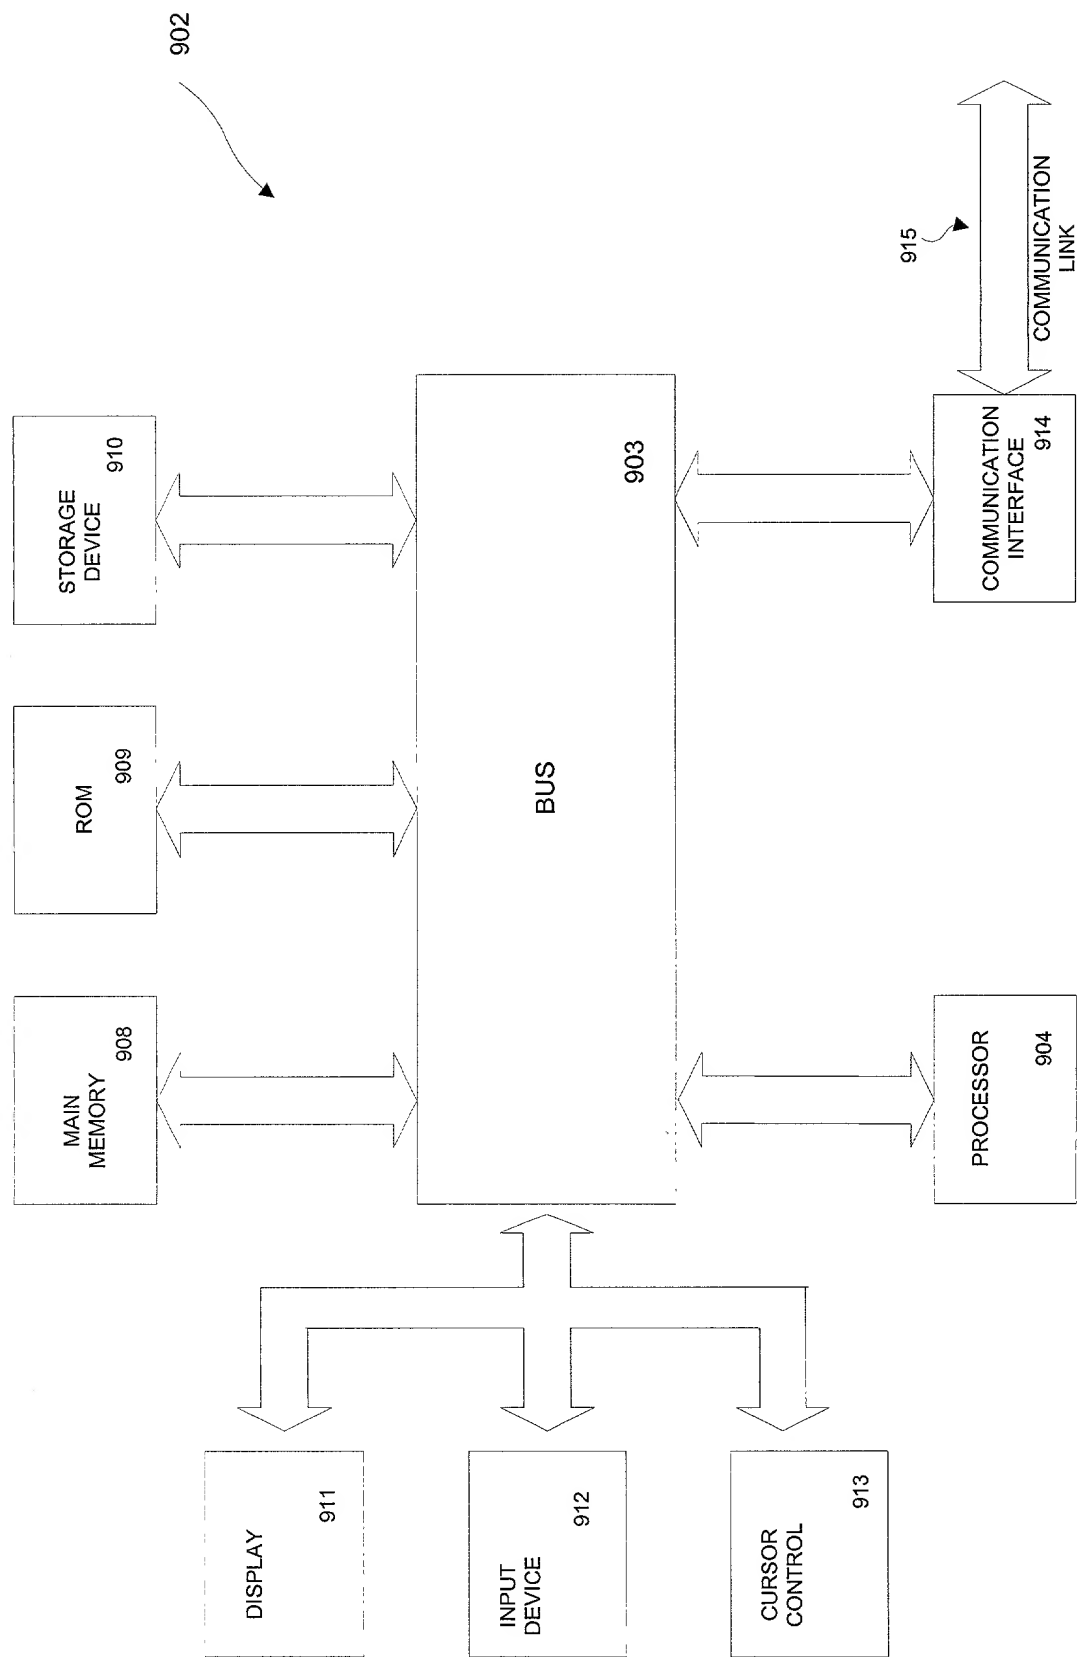 902
MAIN
MEMORY
908
ROM
909
STORAGE
DEVICE
910
DISPLAY
911
INPUT
DEVICE
912
CURSOR
CONTROL
913
BUS
903
PROCESSOR
904
COMMUNICATION
INTERFACE
914
915
COMMUNICATION
LINK